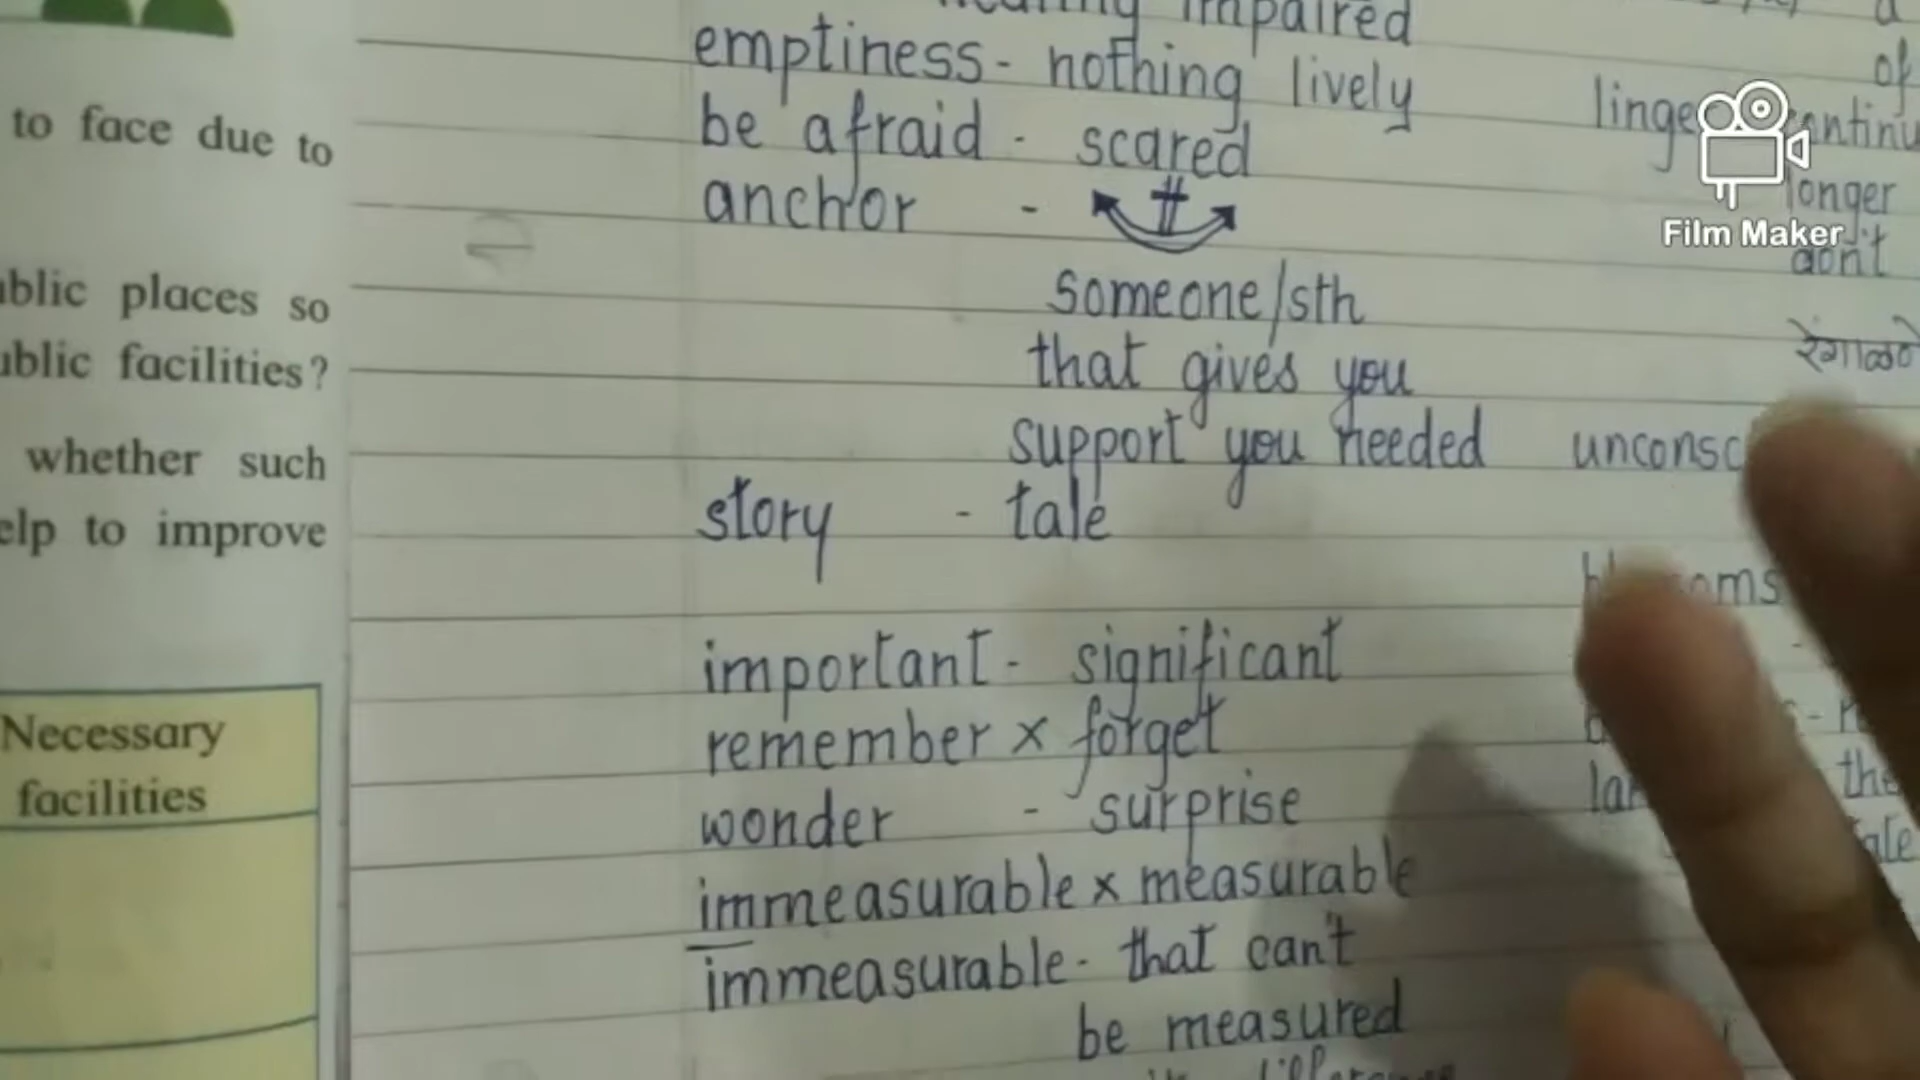 to face due to
blic places so
blic facilities?
whether such
elp to improve
Necessary
facilities
impaired
emptiness - nothing lively
be afraid - scared
anchor -
someone/sth
that gives you
support you needed
story - tale
important - significant
remember x forget
wonder - surprise
immeasurable x measurable
immeasurable - that can't
be measured
of
longer
don't
Film Maker